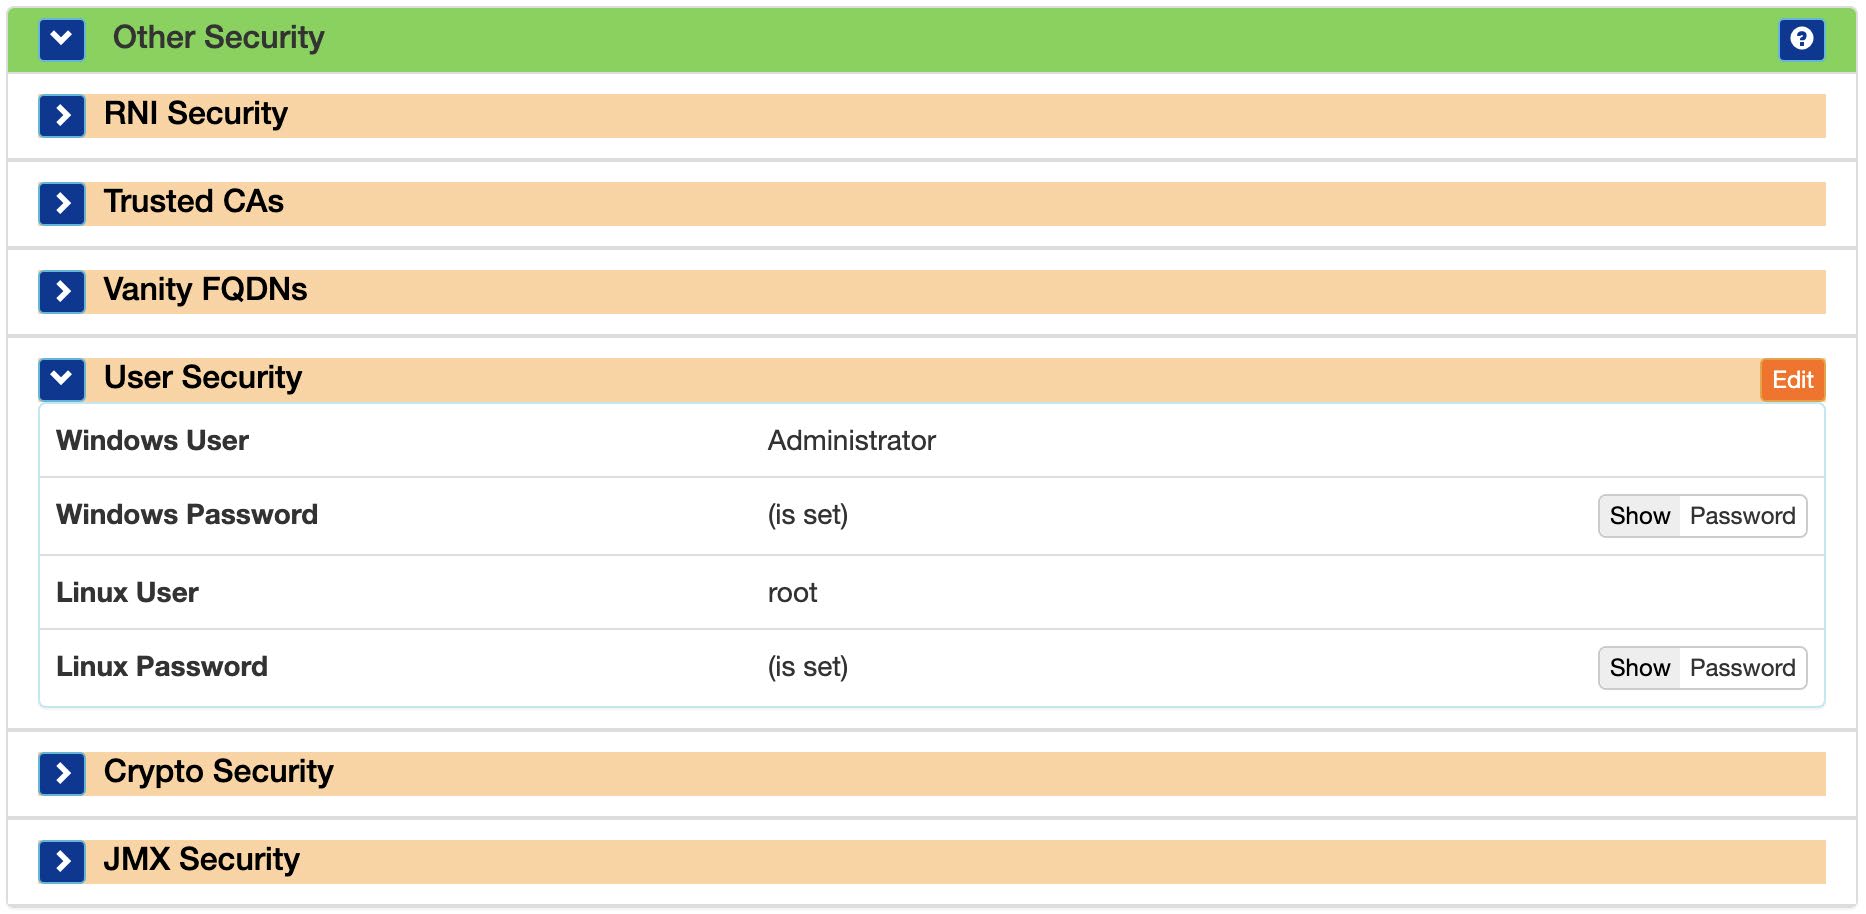 Other Security
RNI Security
Trusted CAs
Vanity FQDNs
User Security Edit
Windows User Administrator
Windows Password (is set) Show Password
Linux User root
Linux Password (is set) Show Password
Crypto Security
JMX Security